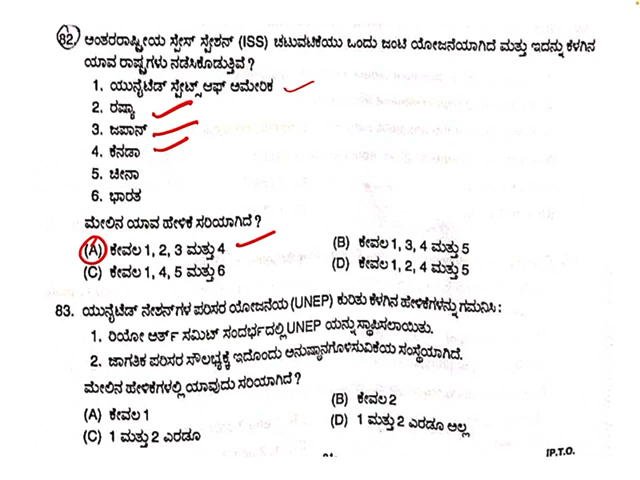 82. ಅಂತರರಾಷ್ಟ್ರೀಯ ಸ್ಪೇಸ್ ಸ್ಟೇಶನ್ (ISS) ಚಟುವಟಿಕೆಯು ಒಂದು ಜಂಟಿ ಯೋಜನೆಯಾಗಿದೆ ಮತ್ತು ಇದನ್ನು ಕೆಳಗಿನ
ಯಾವ ರಾಷ್ಟ್ರಗಳು ನಡೆಸಿಕೊಡುತ್ತಿವೆ ?
1. ಯುನೈಟೆಡ್ ಸ್ಟೇಟ್ಸ್ ಆಫ್ ಅಮೇರಿಕ
2. ರಷ್ಯಾ
3. ಜಪಾನ್
4. ಕೆನಡಾ
5. ಚೀನಾ
6. ಭಾರತ
ಮೇಲಿನ ಯಾವ ಹೇಳಿಕೆ ಸರಿಯಾಗಿದೆ ?
(A) ಕೇವಲ 1, 2, 3 ಮತ್ತು 4 (B) ಕೇವಲ 1, 3, 4 ಮತ್ತು 5
(C) ಕೇವಲ 1, 4, 5 ಮತ್ತು 6 (D) ಕೇವಲ 1, 2, 4 ಮತ್ತು 5
83. ಯುನೈಟೆಡ್ ನೇಶನ್‌ಗಳ ಪರಿಸರ ಯೋಜನೆಯ (UNEP) ಕುರಿತು ಕೆಳಗಿನ ಹೇಳಿಕೆಗಳನ್ನು ಗಮನಿಸಿ :
1. ರಿಯೋ ಅರ್ತ್ ಸಮಿಟ್ ಸಂದರ್ಭದಲ್ಲಿ UNEP ಯನ್ನು ಸ್ಥಾಪಿಸಲಾಯಿತು.
2. ಜಾಗತಿಕ ಪರಿಸರ ಸೌಲಭ್ಯಕ್ಕೆ ಇದೊಂದು ಅನುಷ್ಠಾನಗೊಳಿಸುವಿಕೆಯ ಸಂಸ್ಥೆಯಾಗಿದೆ.
ಮೇಲಿನ ಹೇಳಿಕೆಗಳಲ್ಲಿ ಯಾವುದು ಸರಿಯಾಗಿದೆ ?
(A) ಕೇವಲ 1 (B) ಕೇವಲ 2
(C) 1 ಮತ್ತು 2 ಎರಡೂ (D) 1 ಮತ್ತು 2 ಎರಡೂ ಅಲ್ಲ
[P.T.O.